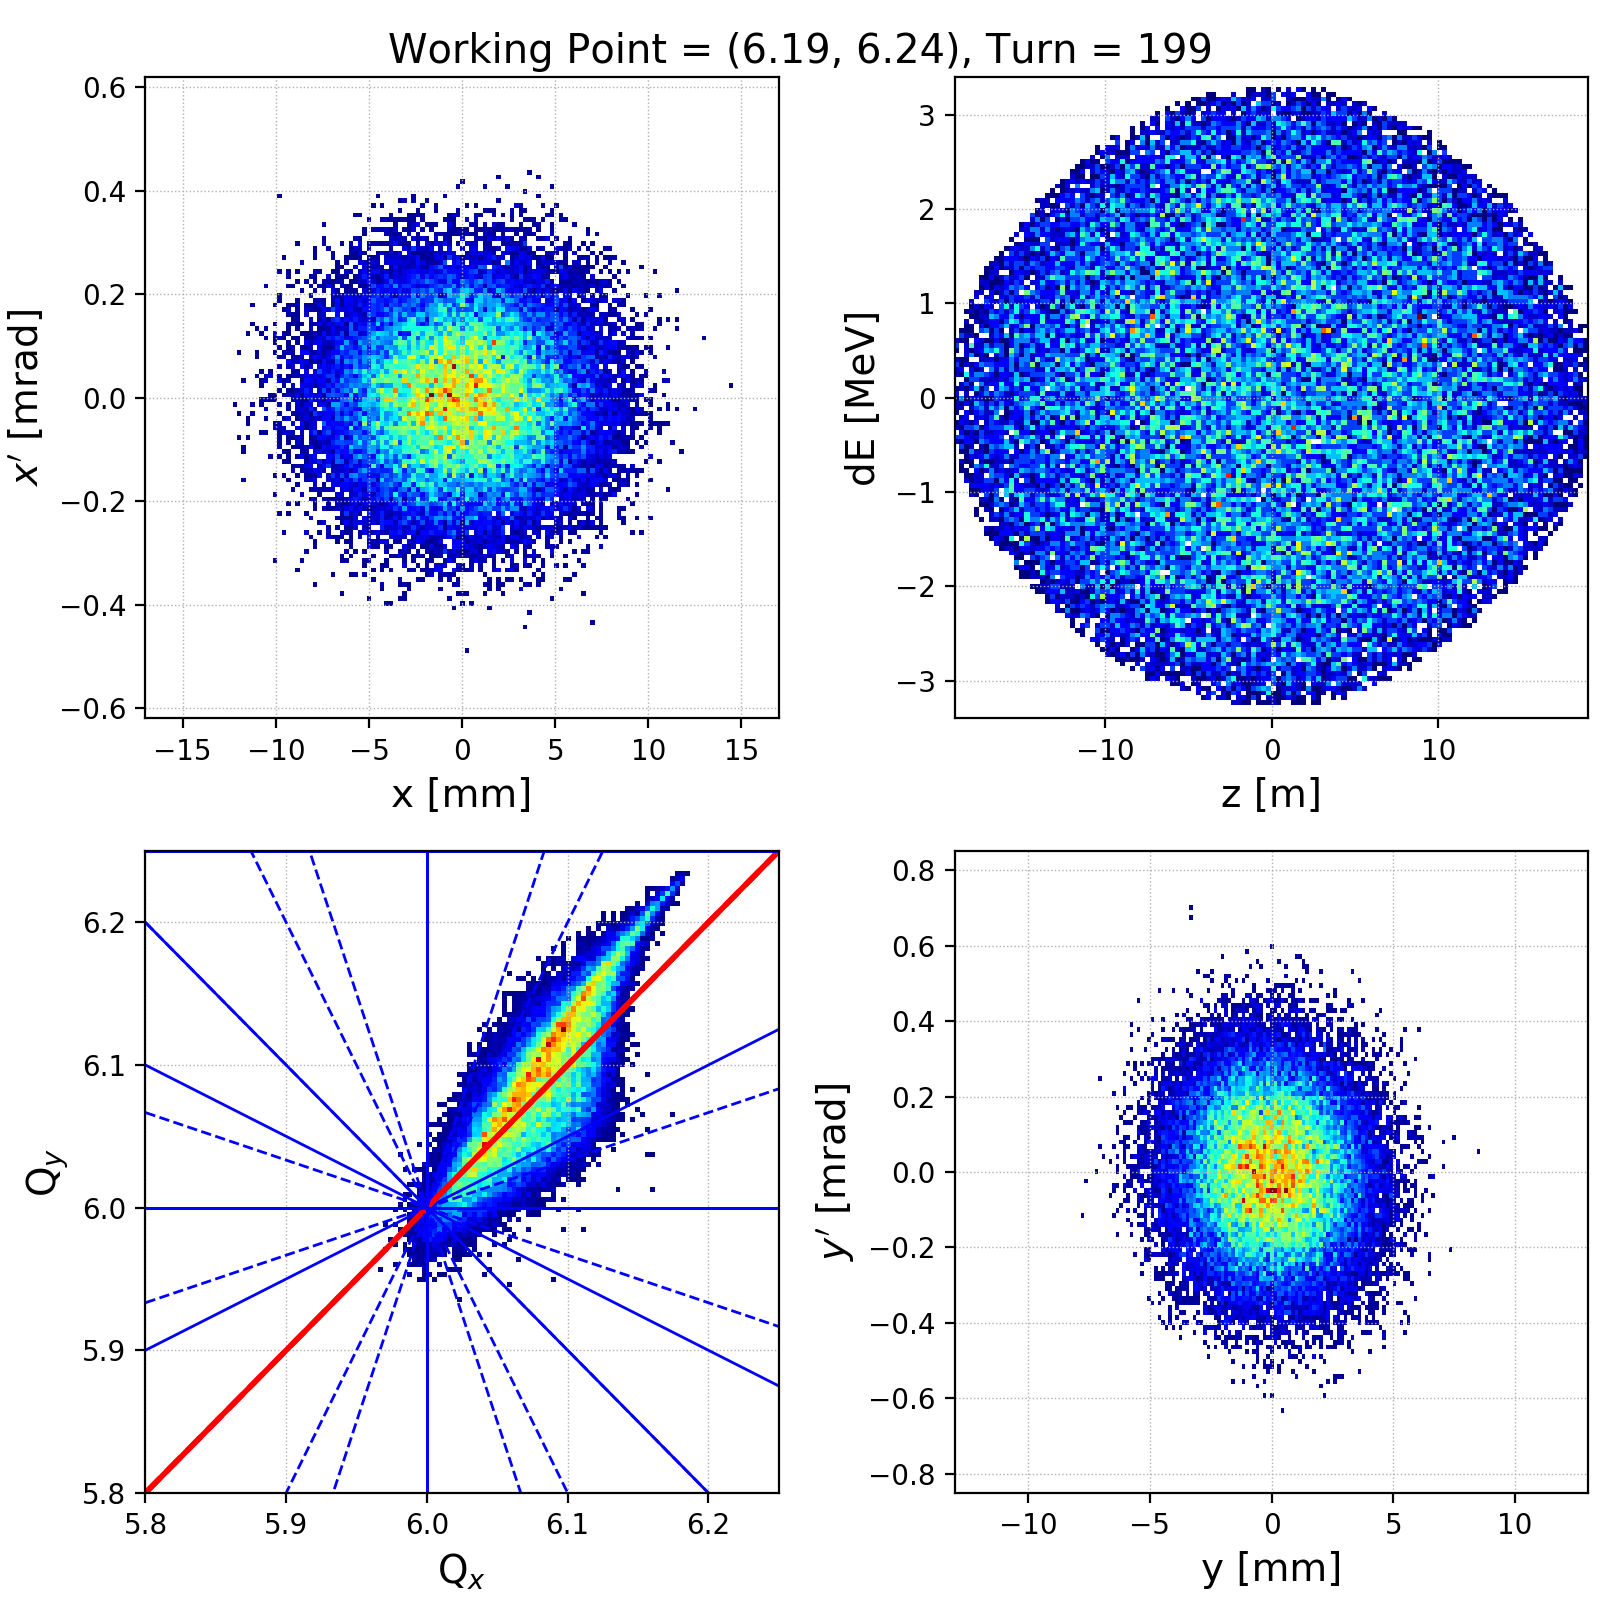 Working Point = (6.19, 6.24), Turn = 199
0.6
0.4
0.2
0.0
−0.2
−0.4
−0.6
x′ [mrad]
−15 −10 −5 0 5 10 15
x [mm]
3
2
1
0
−1
−2
−3
dE [MeV]
−10 0 10
z [m]
6.2
6.1
6.0
5.9
5.8
Qy
5.8 5.9 6.0 6.1 6.2
Qx
0.8
0.6
0.4
0.2
0.0
−0.2
−0.4
−0.6
−0.8
y′ [mrad]
−10 −5 0 5 10
y [mm]